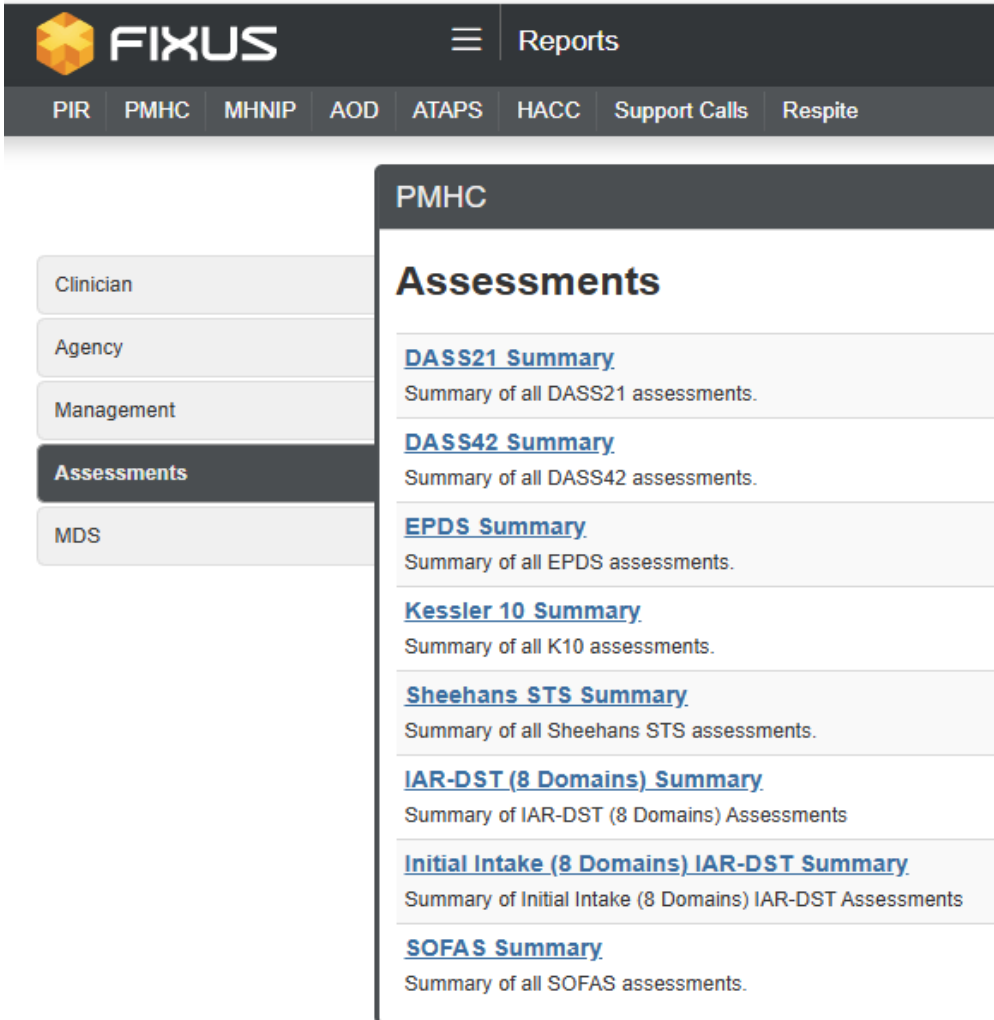 FIXUS
Reports
PIR PMHC MHNIP AOD ATAPS HACC Support Calls Respite
Clinician
Agency
Management
Assessments
MDS
PMHC
Assessments
DASS21 Summary
Summary of all DASS21 assessments.
DASS42 Summary
Summary of all DASS42 assessments.
EPDS Summary
Summary of all EPDS assessments.
Kessler 10 Summary
Summary of all K10 assessments.
Sheehans STS Summary
Summary of all Sheehans STS assessments.
IAR-DST (8 Domains) Summary
Summary of IAR-DST (8 Domains) Assessments
Initial Intake (8 Domains) IAR-DST Summary
Summary of Initial Intake (8 Domains) IAR-DST Assessments
SOFAS Summary
Summary of all SOFAS assessments.